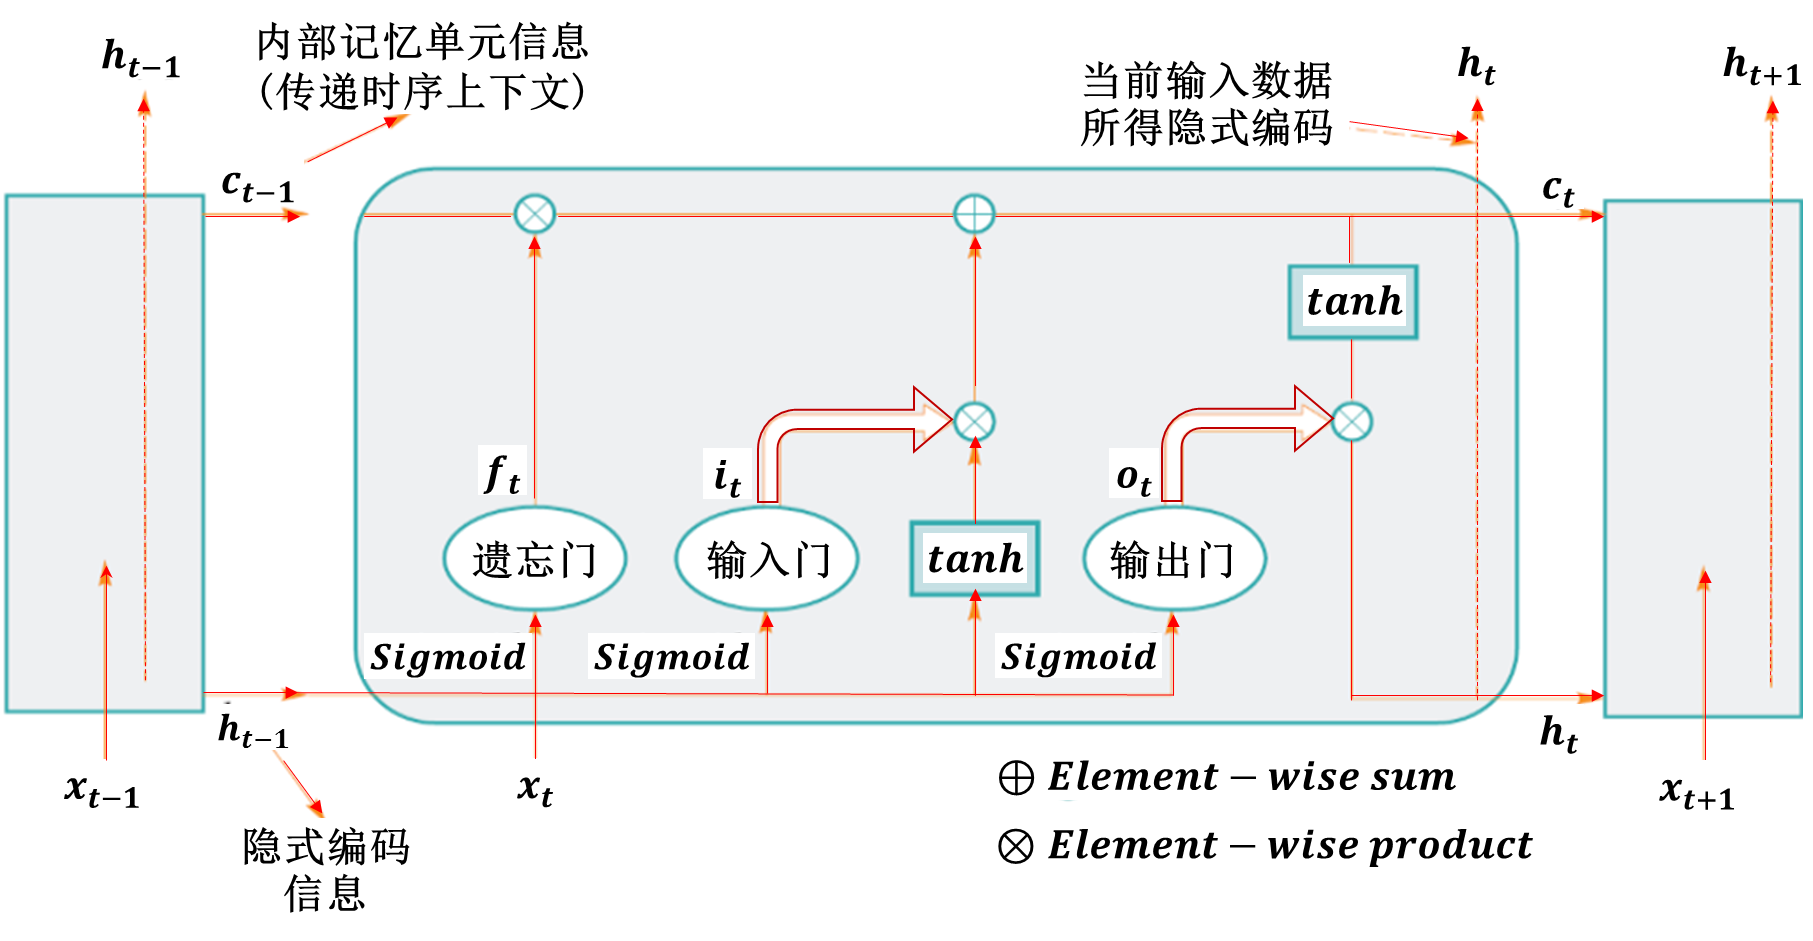 h_{t-1}
内部记忆单元信息
(传递时序上下文)
当前输入数据
所得隐式编码
h_t
h_{t+1}
c_{t-1}
c_t
tanh
f_t
i_t
o_t
遗忘门
输入门
tanh
输出门
Sigmoid
Sigmoid
Sigmoid
h_{t-1}
h_t
x_{t-1}
x_t
x_{t+1}
⊕ Element-wise sum
⊗ Element-wise product
隐式编码
信息